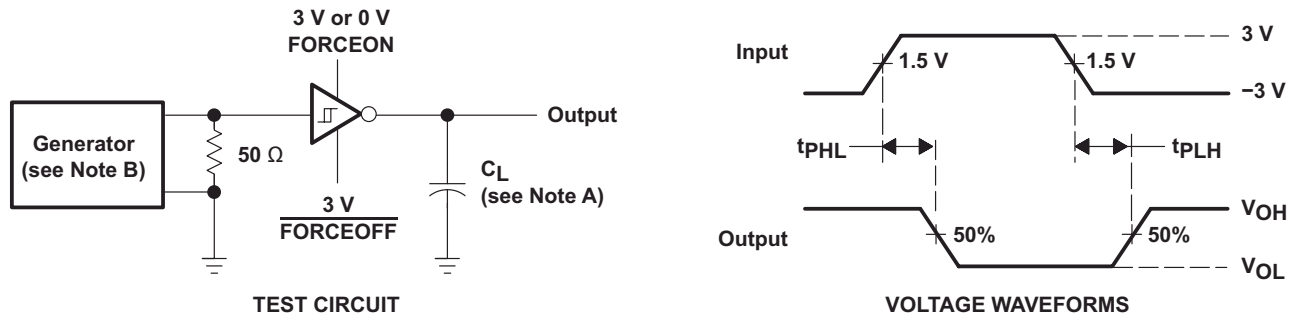 3 V or 0 V
FORCEON
Generator
(see Note B)
50 Ω
Output
CL
(see Note A)
3 V
FORCEOFF
TEST CIRCUIT
Input
3 V
1.5 V
1.5 V
−3 V
tPHL
tPLH
Output
50%
50%
VOH
VOL
VOLTAGE WAVEFORMS